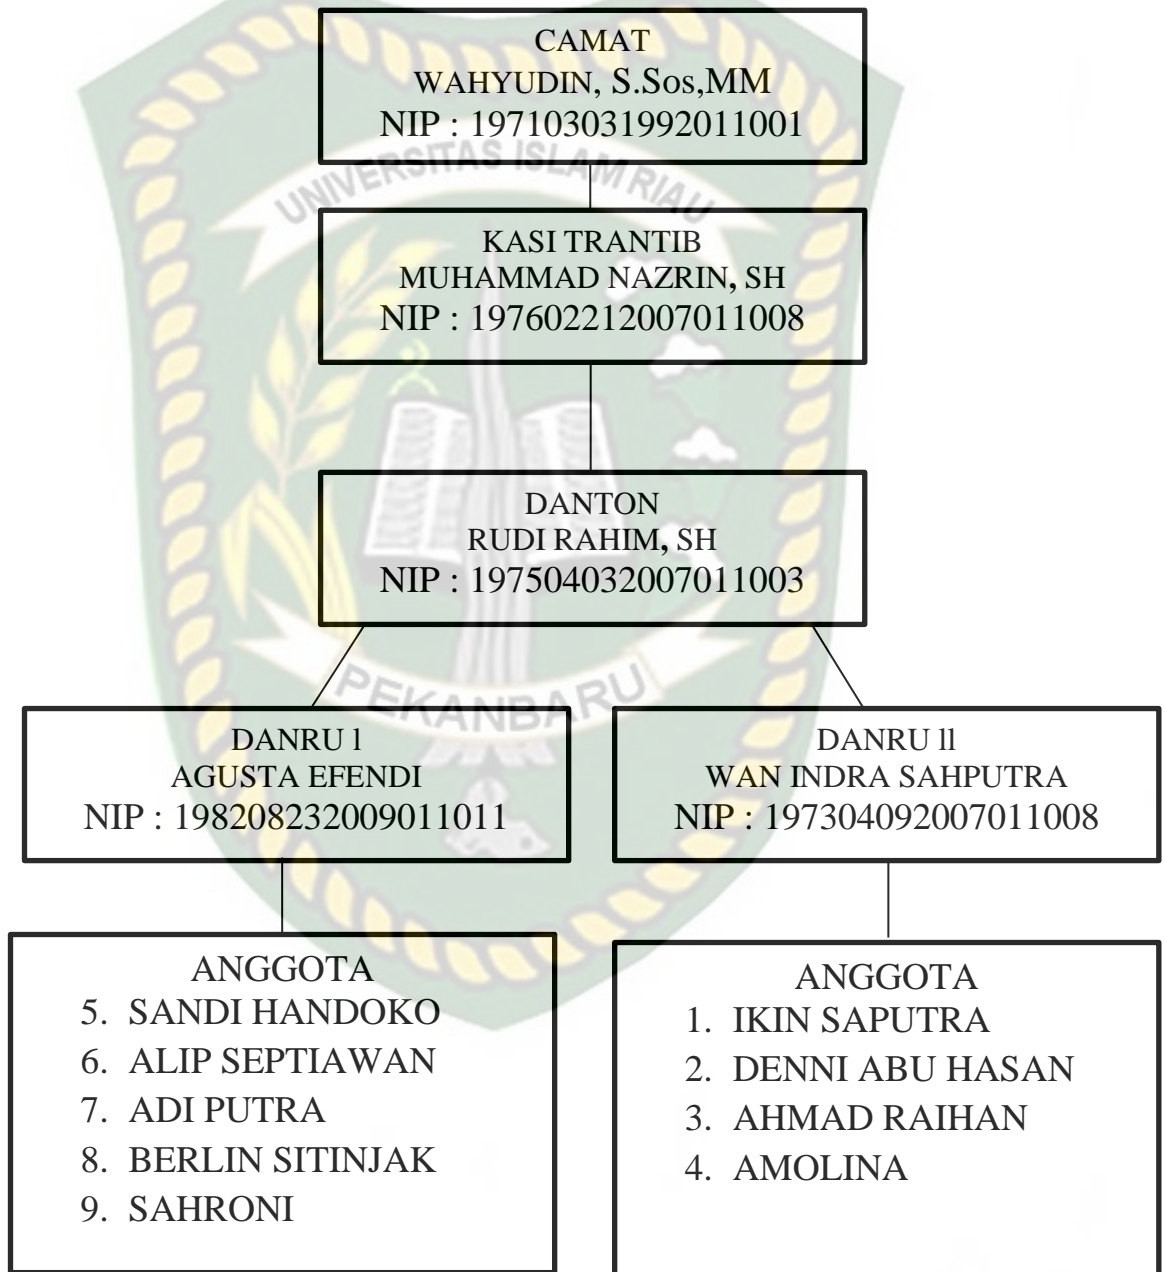 CAMAT
WAHYUDIN, S.Sos,MM
NIP : 197103031992011001
UNIVERSITAS ISLAM RIAU
KASI TRANTIB
MUHAMMAD NAZRIN, SH
NIP : 197602212007011008
DANTON
RUDI RAHIM, SH
NIP : 197504032007011003
PEKANBARU
DANRU l
AGUSTA EFENDI
NIP : 198208232009011011
DANRU ll
WAN INDRA SAHPUTRA
NIP : 197304092007011008
ANGGOTA
5. SANDI HANDOKO
6. ALIP SEPTIAWAN
7. ADI PUTRA
8. BERLIN SITINJAK
9. SAHRONI
ANGGOTA
1. IKIN SAPUTRA
2. DENNI ABU HASAN
3. AHMAD RAIHAN
4. AMOLINA